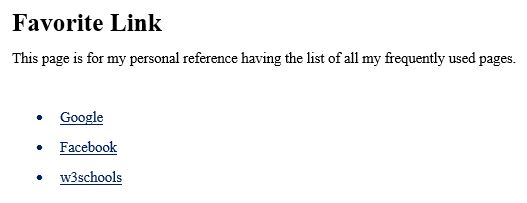 Favorite Link
This page is for my personal reference having the list of all my frequently used pages.
Google
Facebook
w3schools